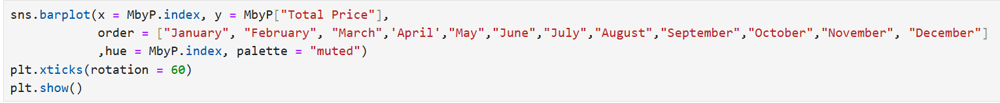 sns.barplot(x = MbyP.index, y = MbyP["Total Price"],
            order = ["January", "February", "March",'April',"May","June","July","August","September","October","November", "December"]
            ,hue = MbyP.index, palette = "muted")
plt.xticks(rotation = 60)
plt.show()